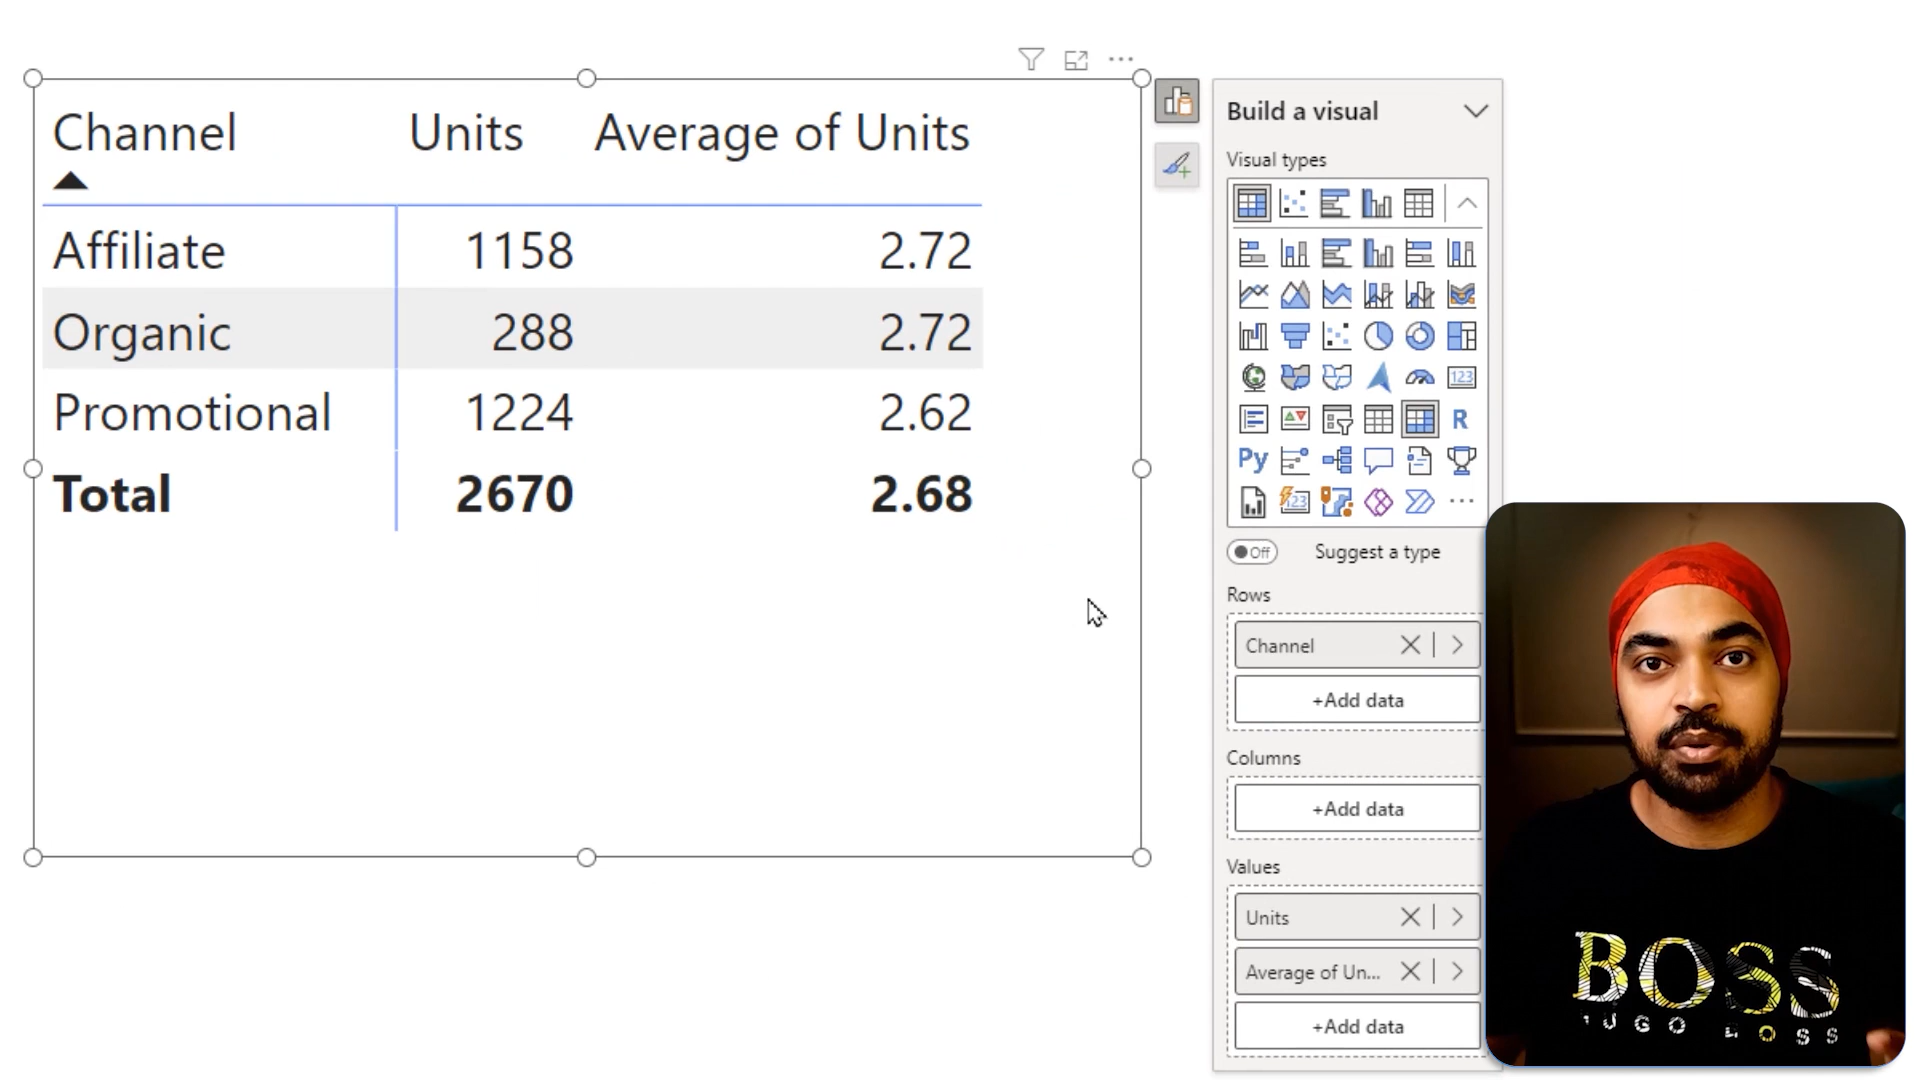 Channel Units Average of Units
Affiliate 1158 2.72
Organic 288 2.72
Promotional 1224 2.62
Total 2670 2.68
Build a visual
Visual types
123
R
Py
123
Off Suggest a type
Rows
Channel
+Add data
Columns
+Add data
Values
Units
Average of Un...
+Add data
BOSS
HUGO BOSS